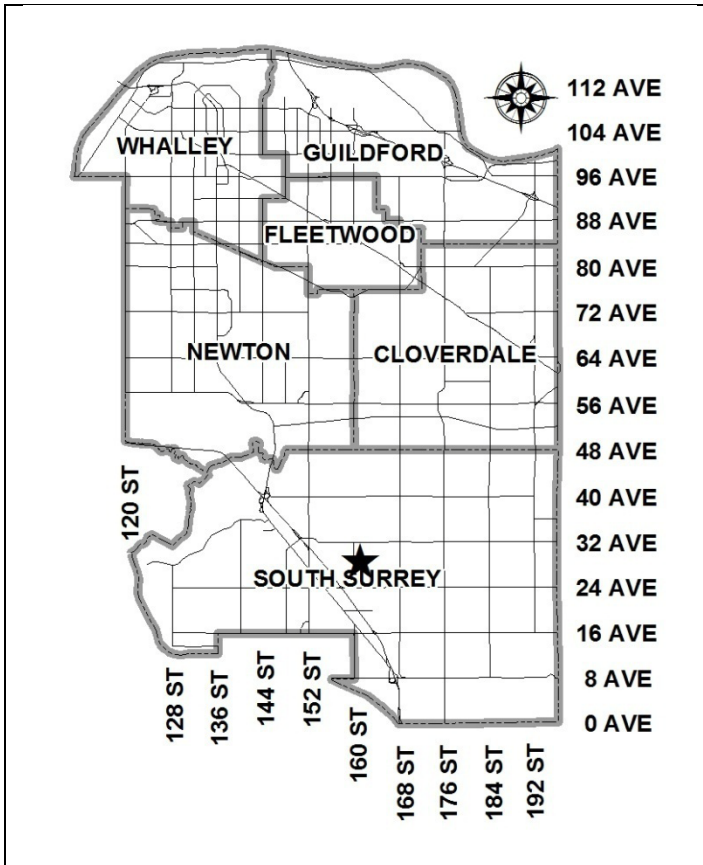 112 AVE
104 AVE
WHALLEY
GUILDFORD
96 AVE
88 AVE
FLEETWOOD
80 AVE
72 AVE
NEWTON
CLOVERDALE
64 AVE
56 AVE
48 AVE
120 ST
40 AVE
32 AVE
SOUTH SURREY
24 AVE
16 AVE
128 ST
136 ST
144 ST
152 ST
8 AVE
160 ST
0 AVE
168 ST
176 ST
184 ST
192 ST